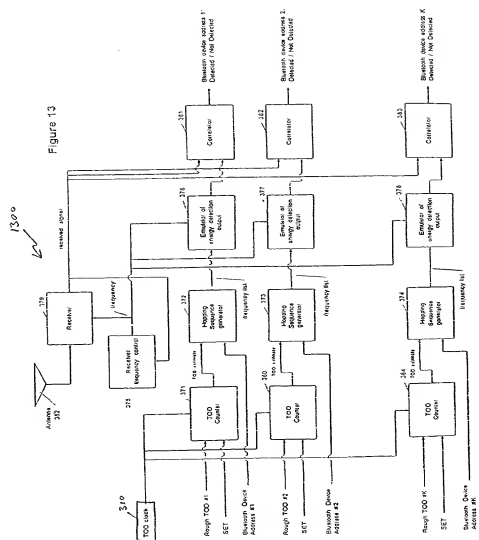 Figure 13
1300
received signal
Antenna
352
Receiver
370
frequency
Received
frequency control
375
Correlator
381
Bluetooth device address 1:
Detected / Not Detected
Correlator
382
Bluetooth device address 2:
Detected / Not Detected
Correlator
383
Bluetooth device address K
Detected / Not Detected
Emulator of
energy detection
output
376
Emulator of
energy detection
output
377
Emulator of
energy detection
output
378
frequency list
frequency list
frequency list
Hopping
Sequence
generator
372
Hopping
Sequence
generator
373
Hopping
Sequence
generator
374
TOD estimate
TOD estimate
TOD estimate
TOD
Counter
371
TOD
Counter
380
TOD
Counter
384
TOD clock
310
Rough TOD #1
SET
Bluetooth Device
Address #1
Rough TOD #2
SET
Bluetooth Device
Address #2
Rough TOD #K
SET
Bluetooth Device
Address #K